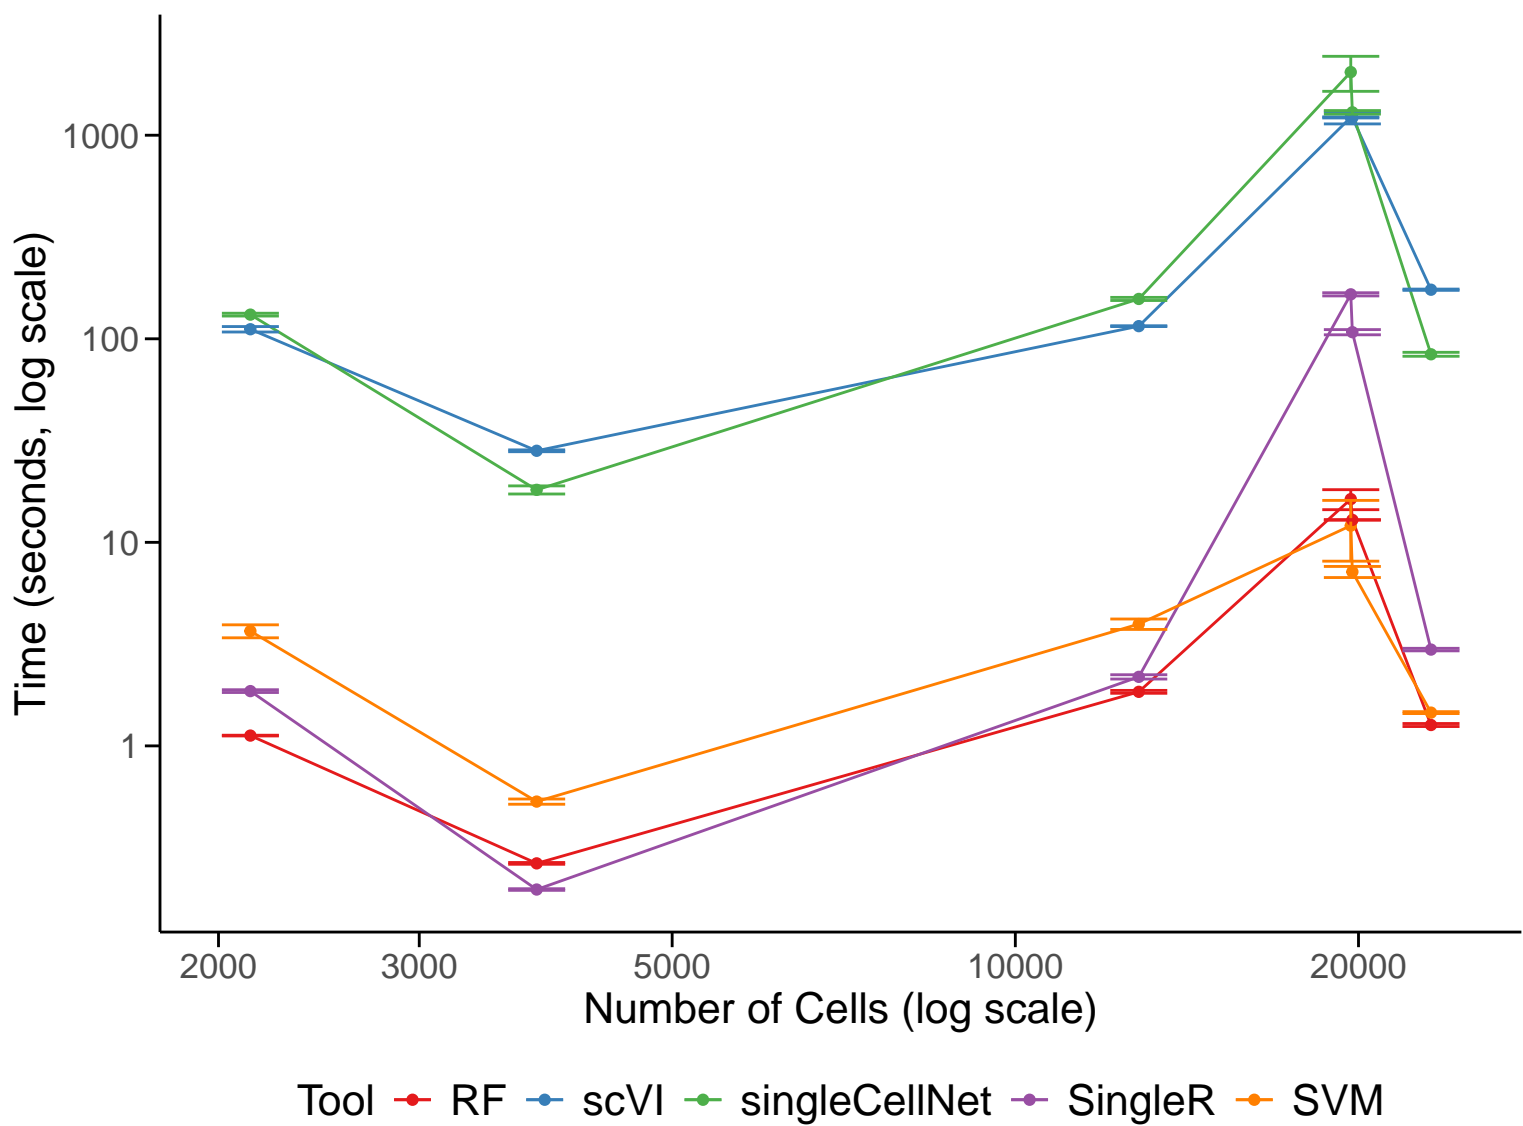 Time (seconds, log scale)
1000
100
10
1
2000 3000 5000 10000 20000
Number of Cells (log scale)
Tool RF scVI singleCellNet SingleR SVM